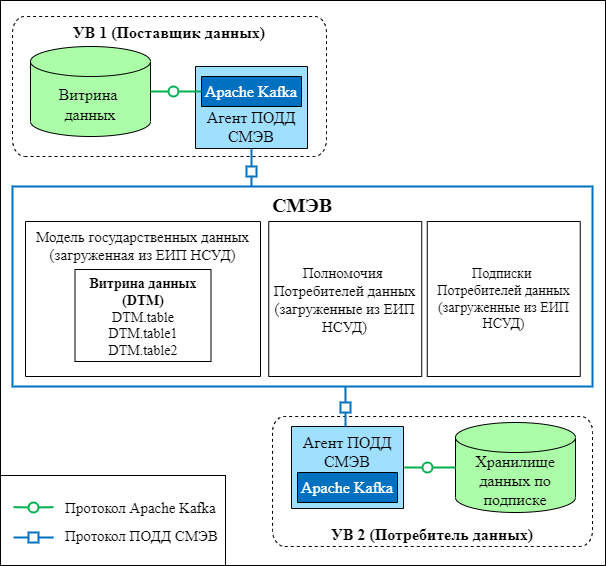 УВ 1 (Поставщик данных)
Витрина
данных
Apache Kafka
Агент ПОДД
СМЭВ
СМЭВ
Модель государственных данных
(загруженная из ЕИП НСУД)
Витрина данных
(DTM)
DTM.table
DTM.table1
DTM.table2
Полномочия
Потребителей данных
(загруженные из ЕИП
НСУД)
Подписки
Потребителей данных
(загруженные из ЕИП
НСУД)
Агент ПОДД
СМЭВ
Apache Kafka
Хранилище
данных по
подписке
УВ 2 (Потребитель данных)
Протокол Apache Kafka
Протокол ПОДД СМЭВ